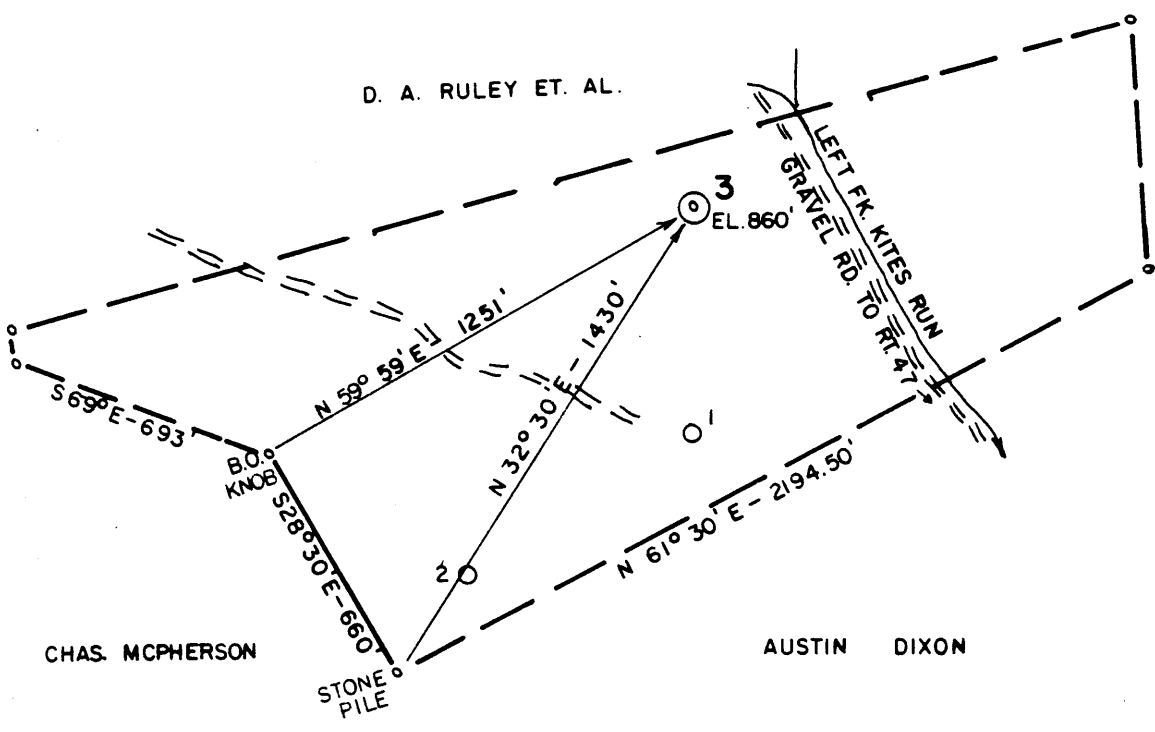 D. A. RULEY ET. AL.
3
EL. 860'
LEFT FK. KITES RUN
GRAVEL RD. TO RT. 47
N 59° 59' E 1251'
N 32° 30' E - 1430'
S 69° E - 693'
B.O.
KNOB
1
S 28° 30' E - 660'
2
N 61° 30' E - 2194.50'
CHAS. MCPHERSON
AUSTIN DIXON
STONE
PILE